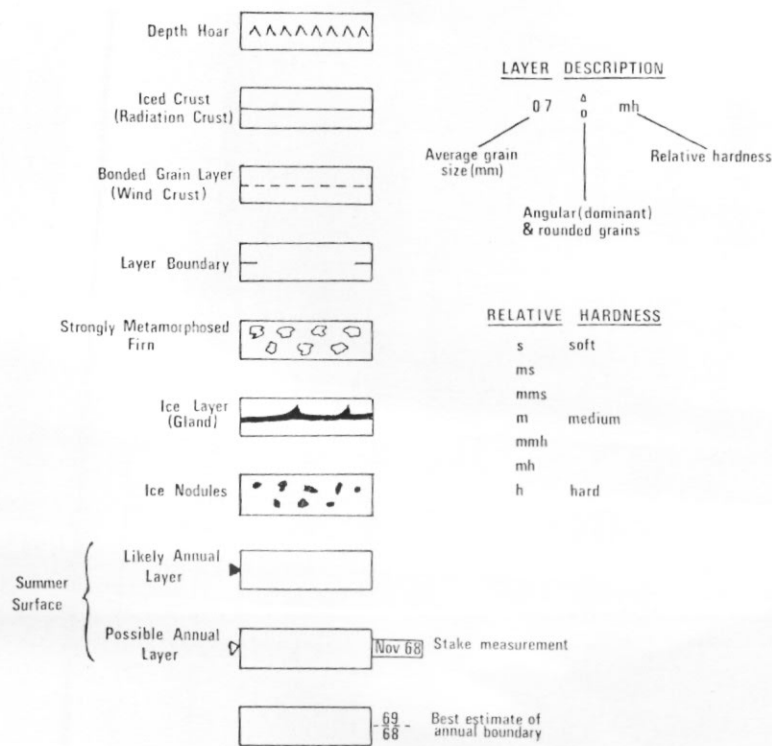 Depth Hoar
Iced Crust
(Radiation Crust)
Bonded Grain Layer
(Wind Crust)
Layer Boundary
Strongly Metamorphosed
Firn
Ice Layer
(Gland)
Ice Nodules
Summer
Surface
Likely Annual
Layer
Possible Annual
Layer
Nov 68
Stake measurement
69
68
Best estimate of
annual boundary
LAYER DESCRIPTION
0 7 mh
Average grain
size (mm)
Relative hardness
Angular (dominant)
& rounded grains
RELATIVE HARDNESS
s soft
ms
mms
m medium
mmh
mh
h hard